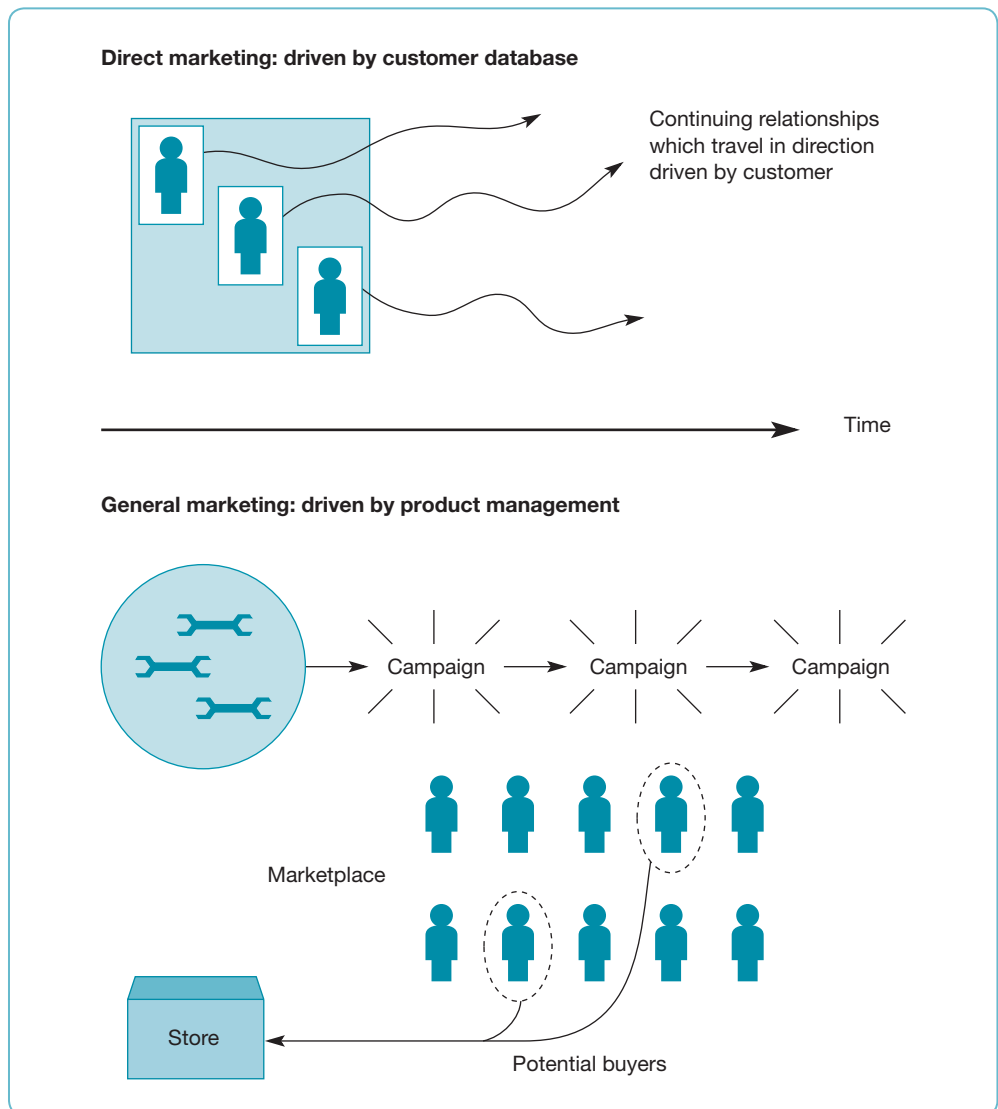 Direct marketing: driven by customer database
Continuing relationships
which travel in direction
driven by customer
Time
General marketing: driven by product management
Campaign
Campaign
Campaign
Marketplace
Store
Potential buyers